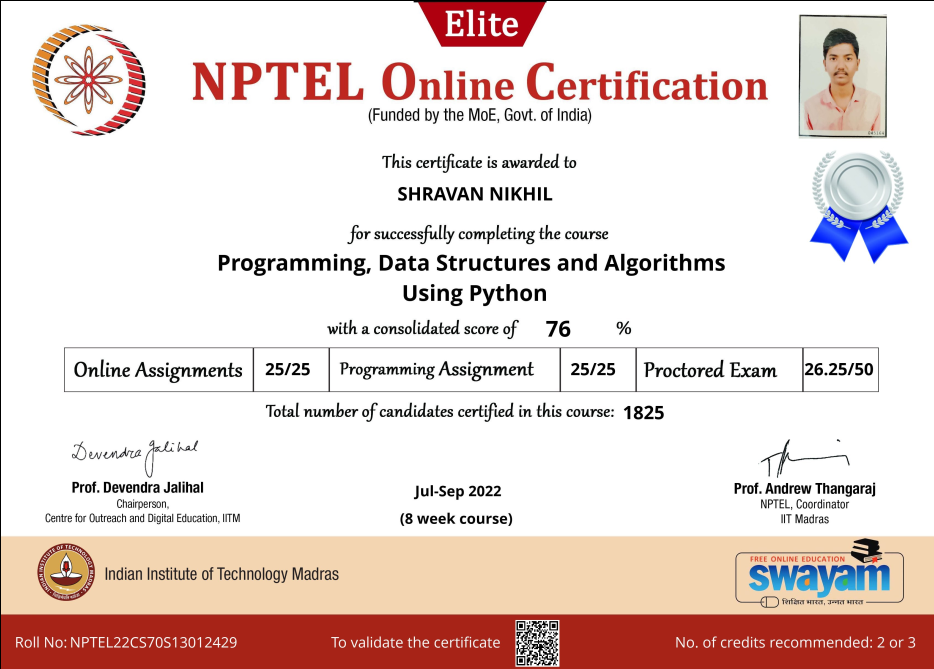 Elite
NPTEL Online Certification
(Funded by the MoE, Govt. of India)
This certificate is awarded to
SHRAVAN NIKHIL
for successfully completing the course
Programming, Data Structures and Algorithms
Using Python
with a consolidated score of 76 %
Online Assignments 25/25 Programming Assignment 25/25 Proctored Exam 26.25/50
Total number of candidates certified in this course: 1825
Devendra Jalihal
Prof. Devendra Jalihal
Chairperson,
Centre for Outreach and Digital Education, IITM
Jul-Sep 2022
(8 week course)
Prof. Andrew Thangaraj
NPTEL, Coordinator
IIT Madras
INDIAN INSTITUTE OF TECHNOLOGY MADRAS
Indian Institute of Technology Madras
FREE ONLINE EDUCATION
swayam
शिक्षित भारत, उन्नत भारत
Roll No: NPTEL22CS70S13012429
To validate the certificate
No. of credits recommended: 2 or 3